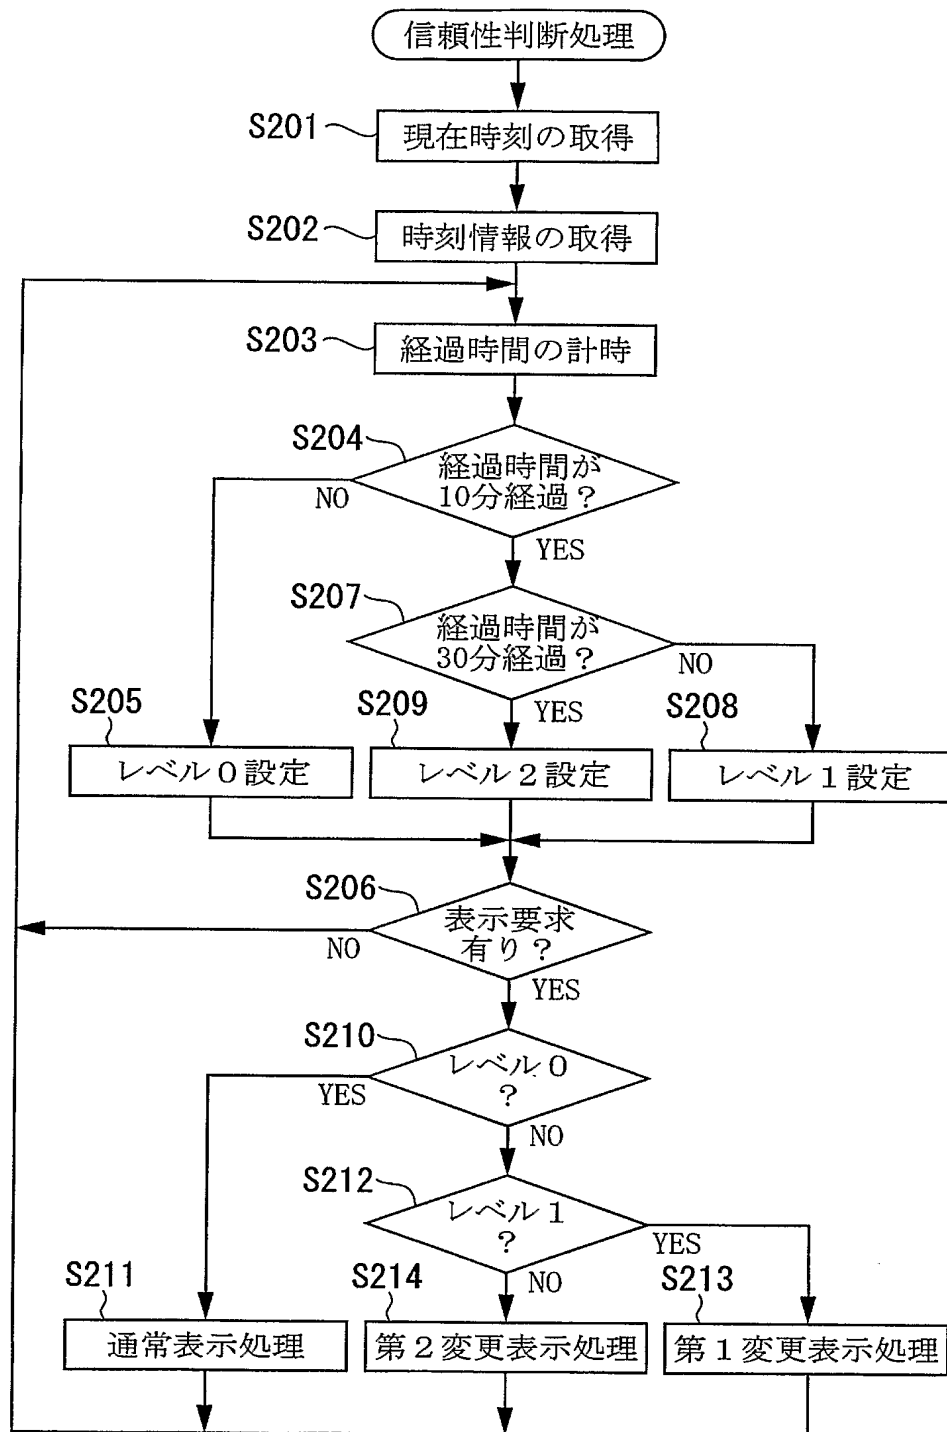 信頼性判断処理
S201
現在時刻の取得
S202
時刻情報の取得
S203
経過時間の計時
S204
経過時間が
10分経過？
NO
YES
S207
経過時間が
30分経過？
NO
YES
S205
S209
S208
レベル０設定
レベル２設定
レベル１設定
S206
表示要求
有り？
NO
YES
S210
レベル０
？
YES
NO
S212
レベル１
？
YES
NO
S211
S214
S213
通常表示処理
第２変更表示処理
第１変更表示処理